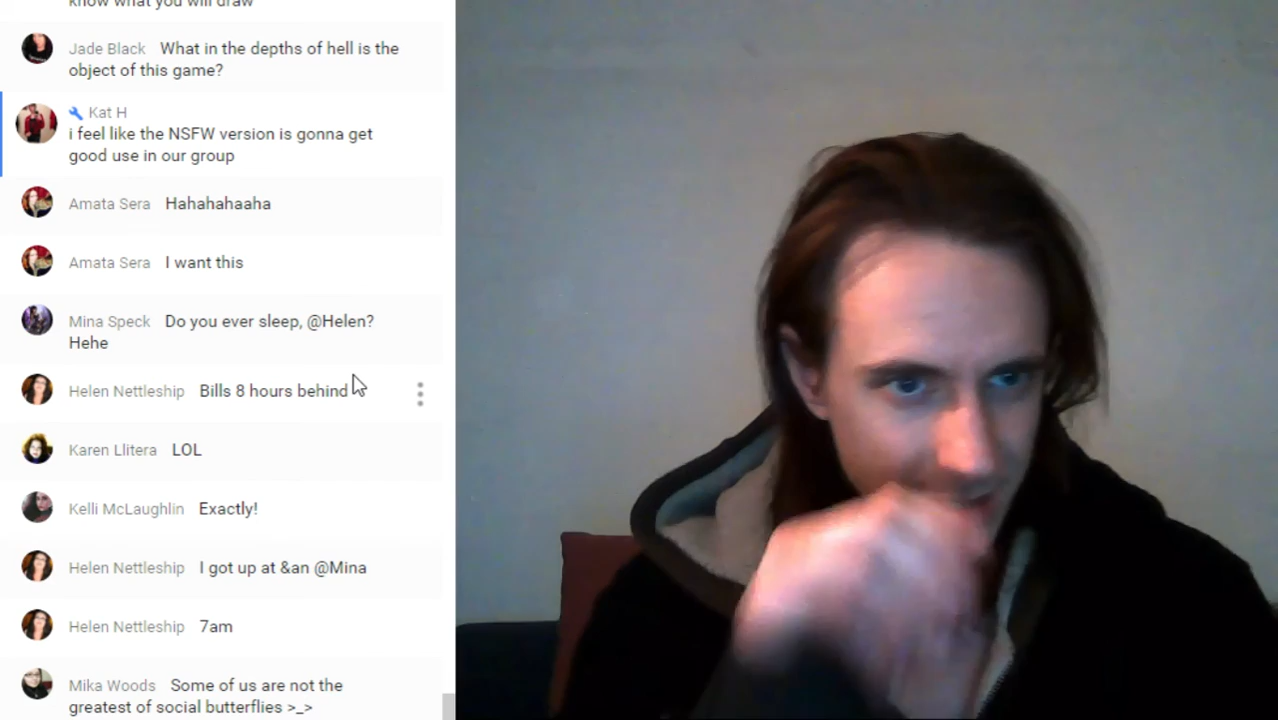 know what you will draw
Jade Black What in the depths of hell is the
object of this game?
Kat H
i feel like the NSFW version is gonna get
good use in our group
Amata Sera Hahahahaaha
Amata Sera I want this
Mina Speck Do you ever sleep, @Helen?
Hehe
Helen Nettleship Bills 8 hours behind
Karen Llitera LOL
Kelli McLaughlin Exactly!
Helen Nettleship I got up at &an @Mina
Helen Nettleship 7am
Mika Woods Some of us are not the
greatest of social butterflies >_>